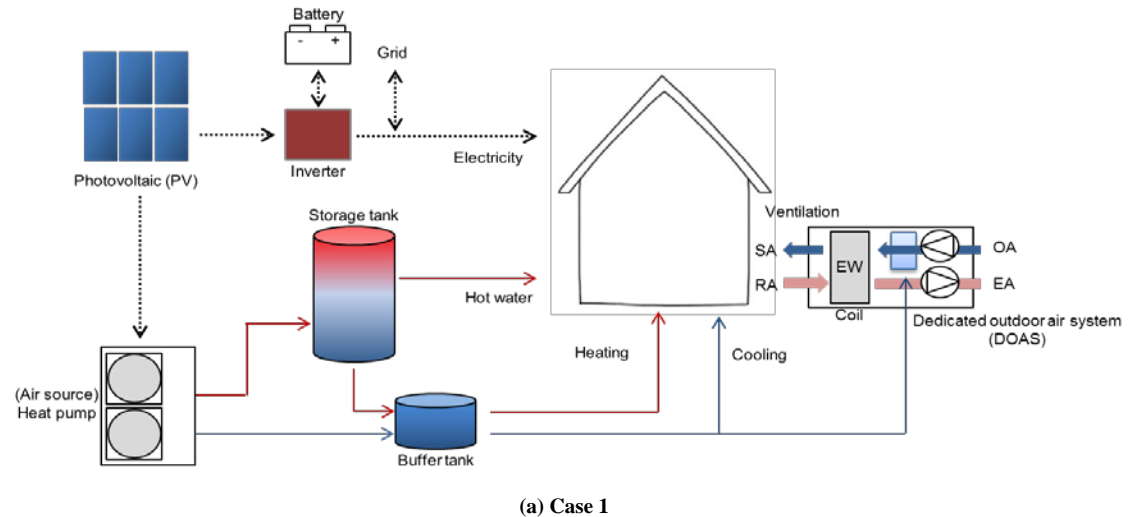 Battery
- +
Grid
Electricity
Inverter
Photovoltaic (PV)
Storage tank
Ventilation
SA
OA
EW
Hot water
RA
EA
Coil
Dedicated outdoor air system
(DOAS)
Heating
Cooling
(Air source)
Heat pump
Buffer tank
(a) Case 1